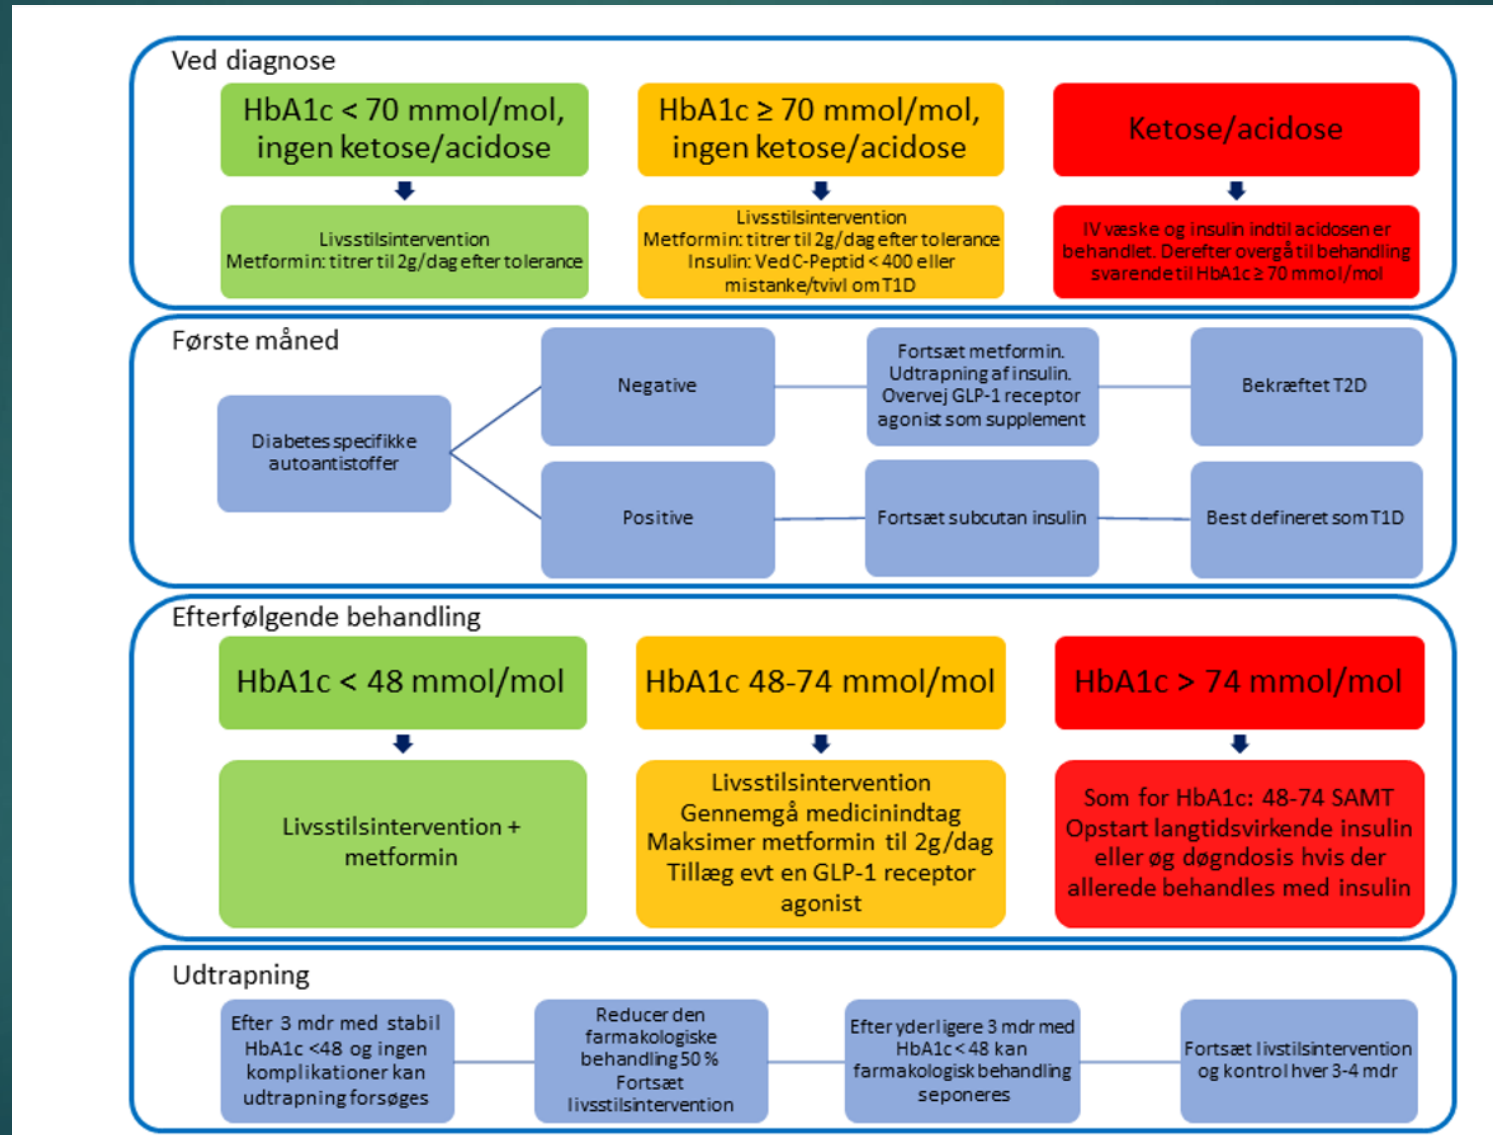 Ved diagnose
HbA1c < 70 mmol/mol,
ingen ketose/acidose
HbA1c ≥ 70 mmol/mol,
ingen ketose/acidose
Ketose/acidose
Livsstilsintervention
Metformin: titrer til 2g/dag efter tolerance
Livsstilsintervention
Metformin: titrer til 2g/dag efter tolerance
Insulin: Ved C-Peptid < 400 eller
mistanke/tvivl om T1D
IV væske og insulin indtil acidosen er
behandlet. Derefter overgå til behandling
svarende til HbA1c ≥ 70 mmol/mol
Første måned
Diabetes specifikke
autoantistoffer
Negative
Fortsæt metformin.
Udtrapning af insulin.
Overvej GLP-1 receptor
agonist som supplement
Bekræftet T2D
Positive
Fortsæt subcutan insulin
Best defineret som T1D
Efterfølgende behandling
HbA1c < 48 mmol/mol
HbA1c 48-74 mmol/mol
HbA1c > 74 mmol/mol
Livsstilsintervention +
metformin
Livsstilsintervention
Gennemgå medicinindtag
Maksimer metformin til 2g/dag
Tillæg evt en GLP-1 receptor
agonist
Som for HbA1c: 48-74 SAMT
Opstart langtidsvirkende insulin
eller øg døgndosis hvis der
allerede behandles med insulin
Udtrapning
Efter 3 mdr med stabil
HbA1c <48 og ingen
komplikationer kan
udtrapning forsøges
Reducer den
farmakologiske
behandling 50 %
Fortsæt
livsstilsintervention
Efter yderligere 3 mdr med
HbA1c < 48 kan
farmakologisk behandling
seponeres
Fortsæt livstilsintervention
og kontrol hver 3-4 mdr